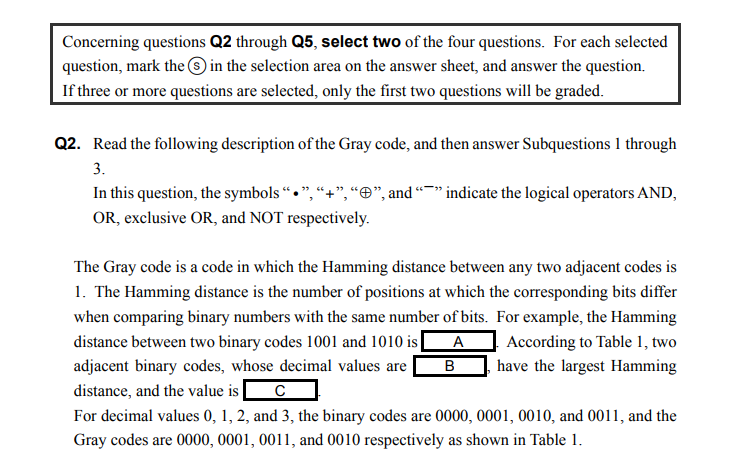 Concerning questions Q2 through Q5, select two of the four questions. For each selected
question, mark the Ⓢ in the selection area on the answer sheet, and answer the question.
If three or more questions are selected, only the first two questions will be graded.
Q2. Read the following description of the Gray code, and then answer Subquestions 1 through
3.
In this question, the symbols “•”, “+”, “⊕”, and “‾” indicate the logical operators AND,
OR, exclusive OR, and NOT respectively.
The Gray code is a code in which the Hamming distance between any two adjacent codes is
1. The Hamming distance is the number of positions at which the corresponding bits differ
when comparing binary numbers with the same number of bits. For example, the Hamming
distance between two binary codes 1001 and 1010 is A . According to Table 1, two
adjacent binary codes, whose decimal values are B , have the largest Hamming
distance, and the value is C .
For decimal values 0, 1, 2, and 3, the binary codes are 0000, 0001, 0010, and 0011, and the
Gray codes are 0000, 0001, 0011, and 0010 respectively as shown in Table 1.